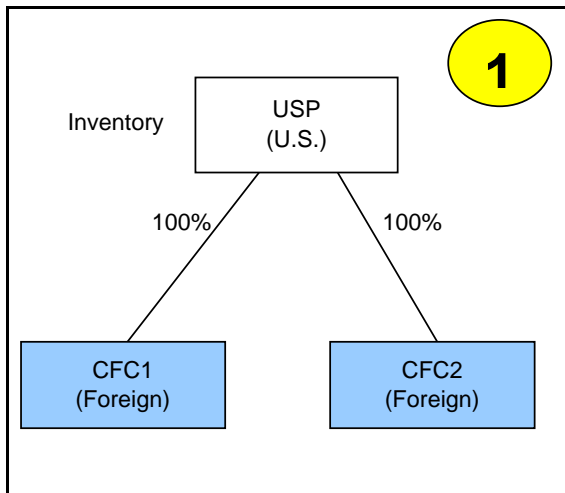 1
USP
(U.S.)
Inventory
100%
100%
CFC1
(Foreign)
CFC2
(Foreign)